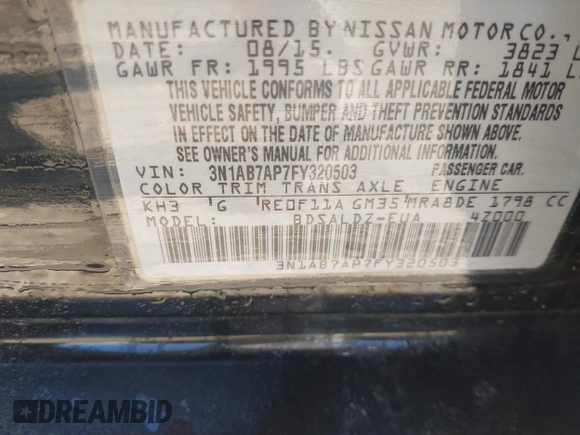 MANUFACTURED BY NISSAN MOTOR CO.,
DATE: 08/15. GVWR: 3823 L
GAWR FR: 1995 LBS GAWR RR: 1841 L
THIS VEHICLE CONFORMS TO ALL APPLICABLE FEDERAL MOTOR
VEHICLE SAFETY, BUMPER AND THEFT PREVENTION STANDARDS
IN EFFECT ON THE DATE OF MANUFACTURE SHOWN ABOVE.
SEE OWNER'S MANUAL FOR ADDITIONAL INFORMATION
VIN: 3N1AB7AP7FY320503 PASSENGER CAR.
COLOR TRIM TRANS AXLE ENGINE
KH3 G RE0F11A GM35 MRA8DE 1798 CC
MODEL: BDSALDZ-EUA 4Z000
3N1AB7AP7FY320503
DREAMBID